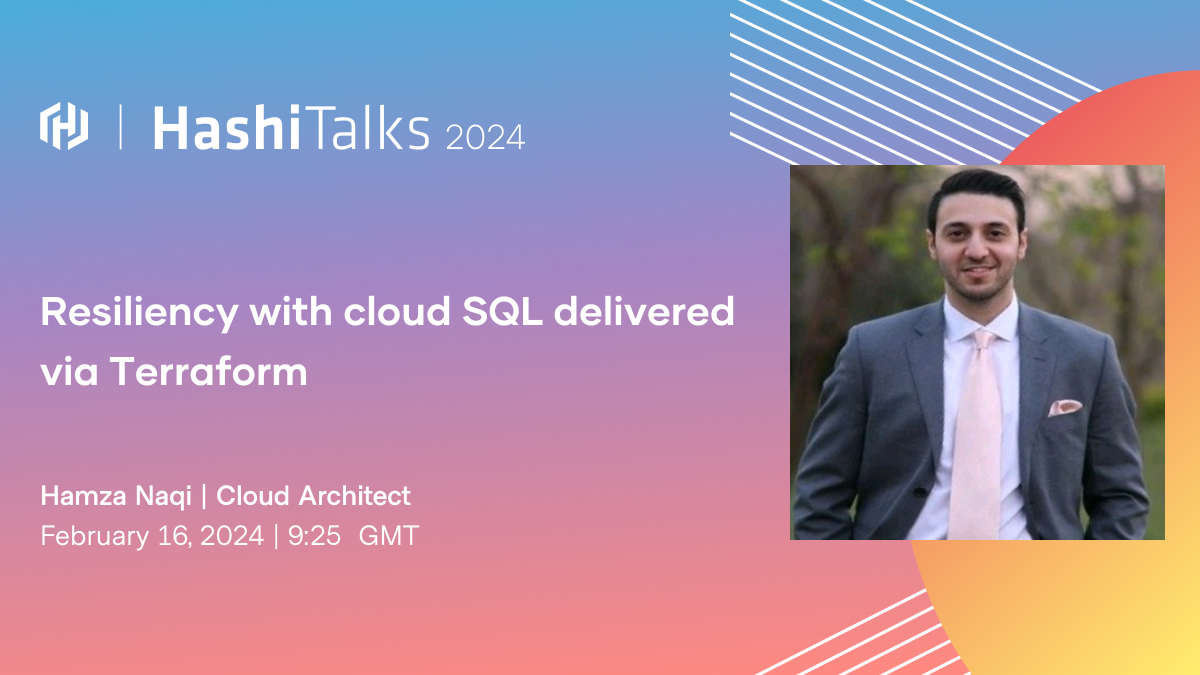 HashiTalks 2024
Resiliency with cloud SQL delivered
via Terraform
Hamza Naqi | Cloud Architect
February 16, 2024 | 9:25 GMT